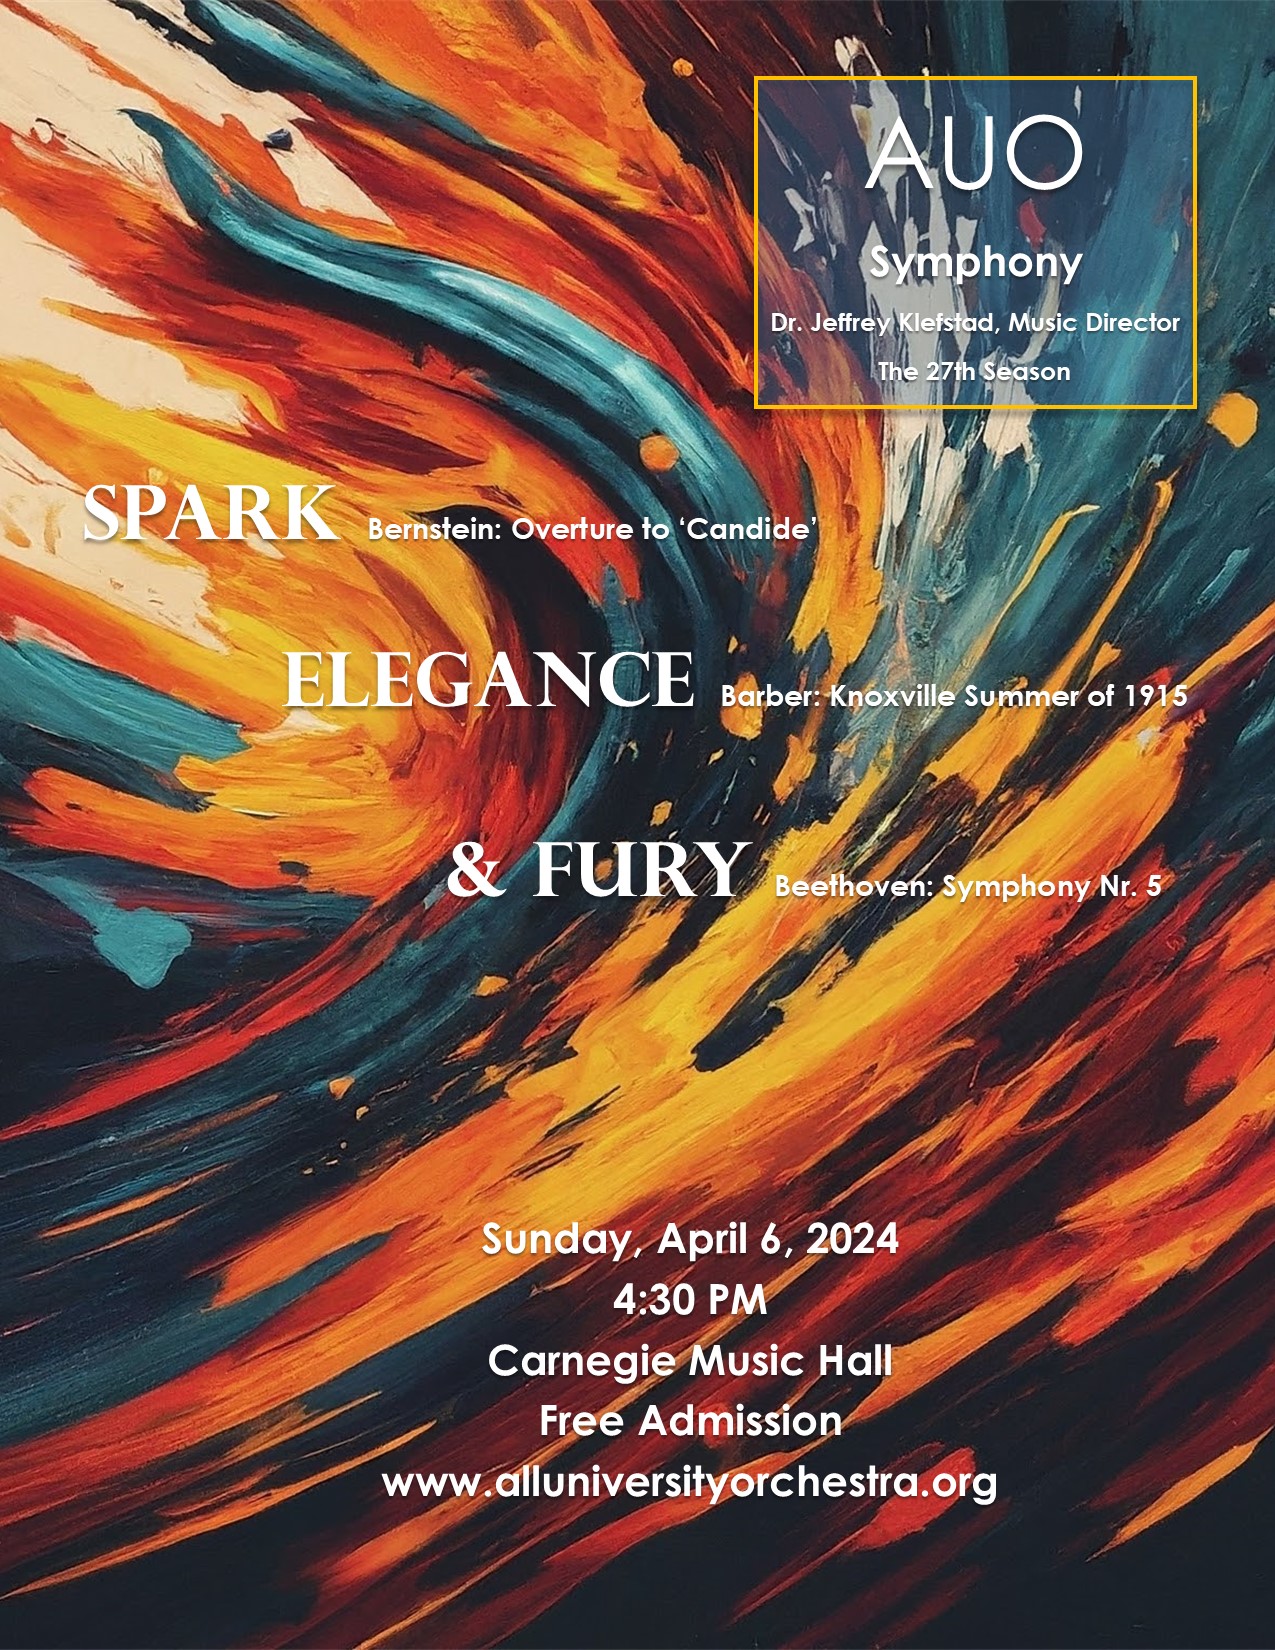 AUO
Symphony
Dr. Jeffrey Klefstad, Music Director
The 27th Season
SPARK Bernstein: Overture to ‘Candide’
ELEGANCE Barber: Knoxville Summer of 1915
& FURY Beethoven: Symphony Nr. 5
Sunday, April 6, 2024
4:30 PM
Carnegie Music Hall
Free Admission
www.alluniversityorchestra.org